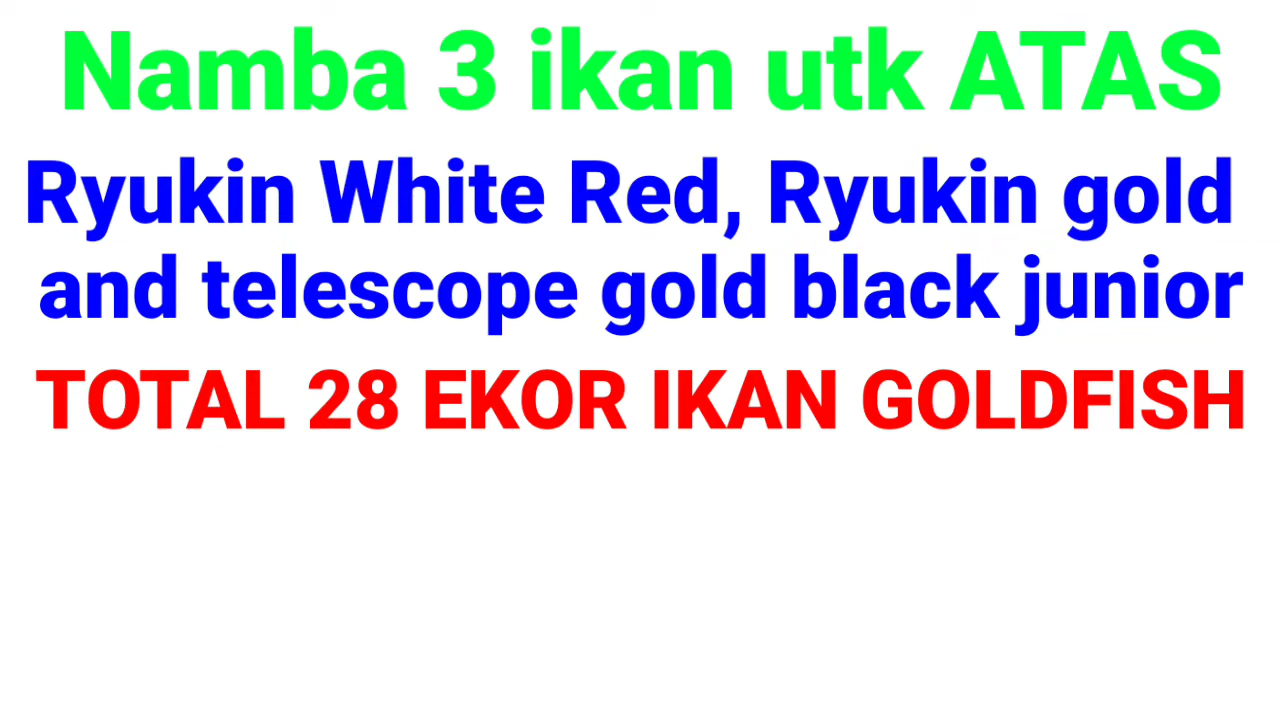 Namba 3 ikan utk ATAS
Ryukin White Red, Ryukin gold
and telescope gold black junior
TOTAL 28 EKOR IKAN GOLDFISH